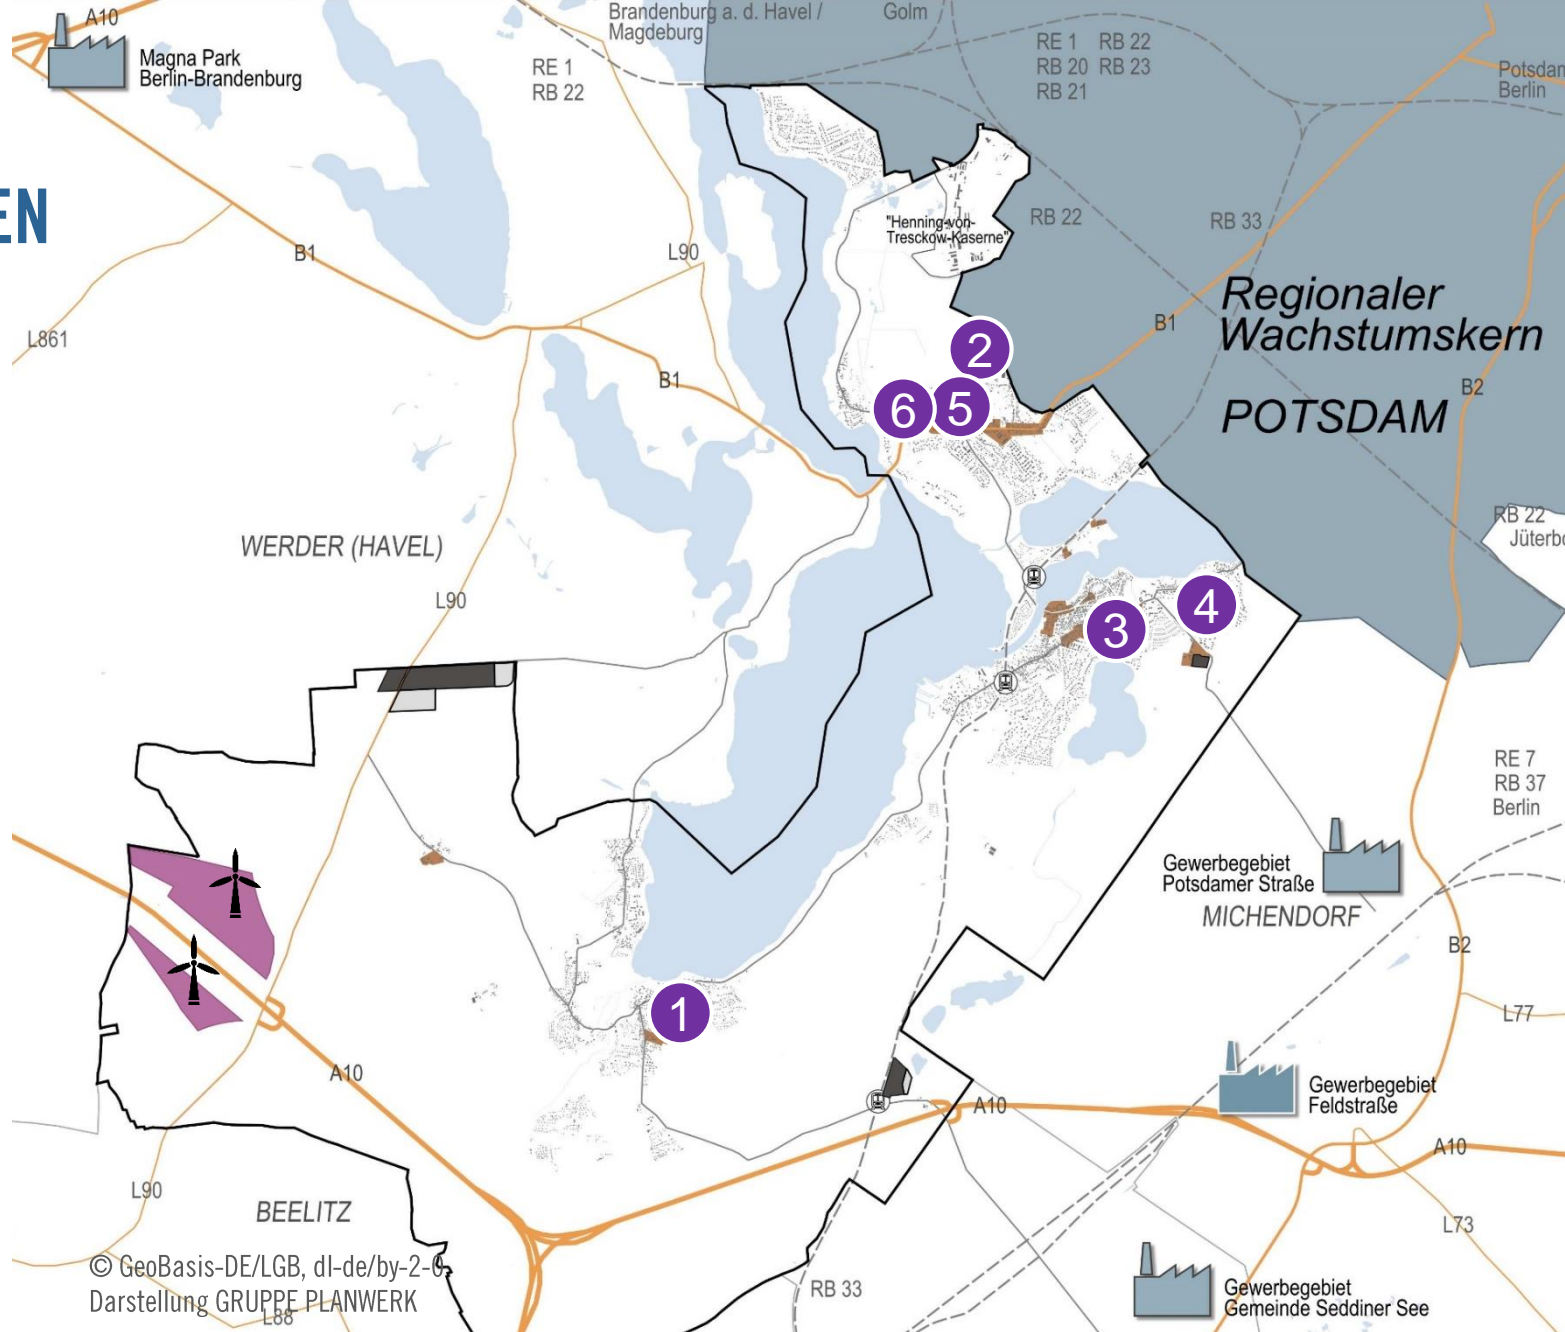 A10
Brandenburg a. d. Havel /
Magdeburg
Golm
Magna Park
Berlin-Brandenburg
RE 1
RB 22
RE 1 RB 22
RB 20 RB 23
RB 21
Potsdam
Berlin
EN
"Henning-von-
Tresckow-Kaserne"
RB 22
RB 33
B1
L90
L861
Regionaler
Wachstumskern
POTSDAM
B1
2
B1
B2
6
5
RB 22
WERDER (HAVEL)
L90
4
3
RE 7
RB 37
Berlin
Gewerbegebiet
Potsdamer Straße
MICHENDORF
B2
1
L77
A10
A10
Gewerbegebiet
Feldstraße
A10
L90
BEELITZ
L73
© GeoBasis-DE/LGB, dl-de/by-2-0,
Darstellung GRUPPE PLANWERK
L88
RB 33
Gewerbegebiet
Gemeinde Seddiner See